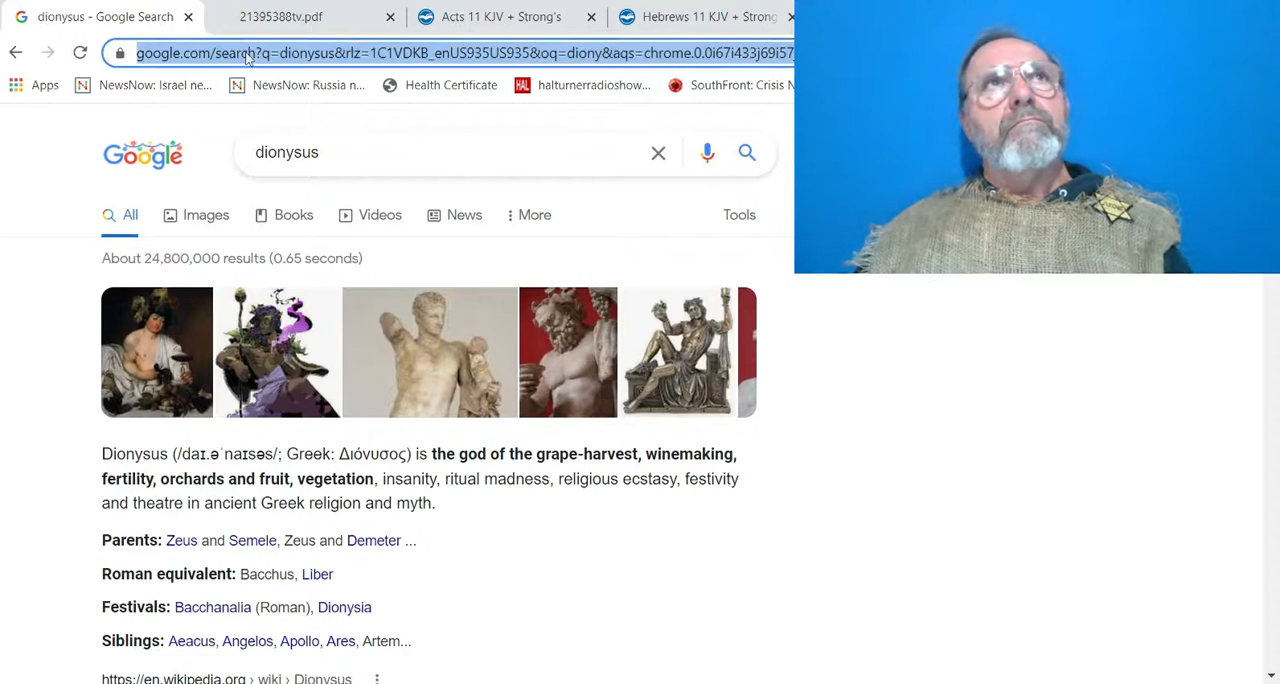 dionysus - Google Search
21395388tv.pdf
Acts 11 KJV + Strong's
Hebrews 11 KJV + Strong
google.com/search?q=dionysus&rlz=1C1VDKB_enUS935US935&oq=diony&aqs=chrome.0.0i67i433j69i57
Apps
NewsNow: Israel ne...
NewsNow: Russia n...
Health Certificate
HAL
halturnerradioshow...
SouthFront: Crisis N
Google
dionysus
All
Images
Books
Videos
News
More
Tools
About 24,800,000 results (0.65 seconds)
Dionysus (/daɪ.əˈnaɪsəs/; Greek: Διόνυσος) is the god of the grape-harvest, winemaking,
fertility, orchards and fruit, vegetation, insanity, ritual madness, religious ecstasy, festivity
and theatre in ancient Greek religion and myth.
Parents: Zeus and Semele, Zeus and Demeter ...
Roman equivalent: Bacchus, Liber
Festivals: Bacchanalia (Roman), Dionysia
Siblings: Aeacus, Angelos, Apollo, Ares, Artem...
https://en.wikipedia.org › wiki › Dionysus